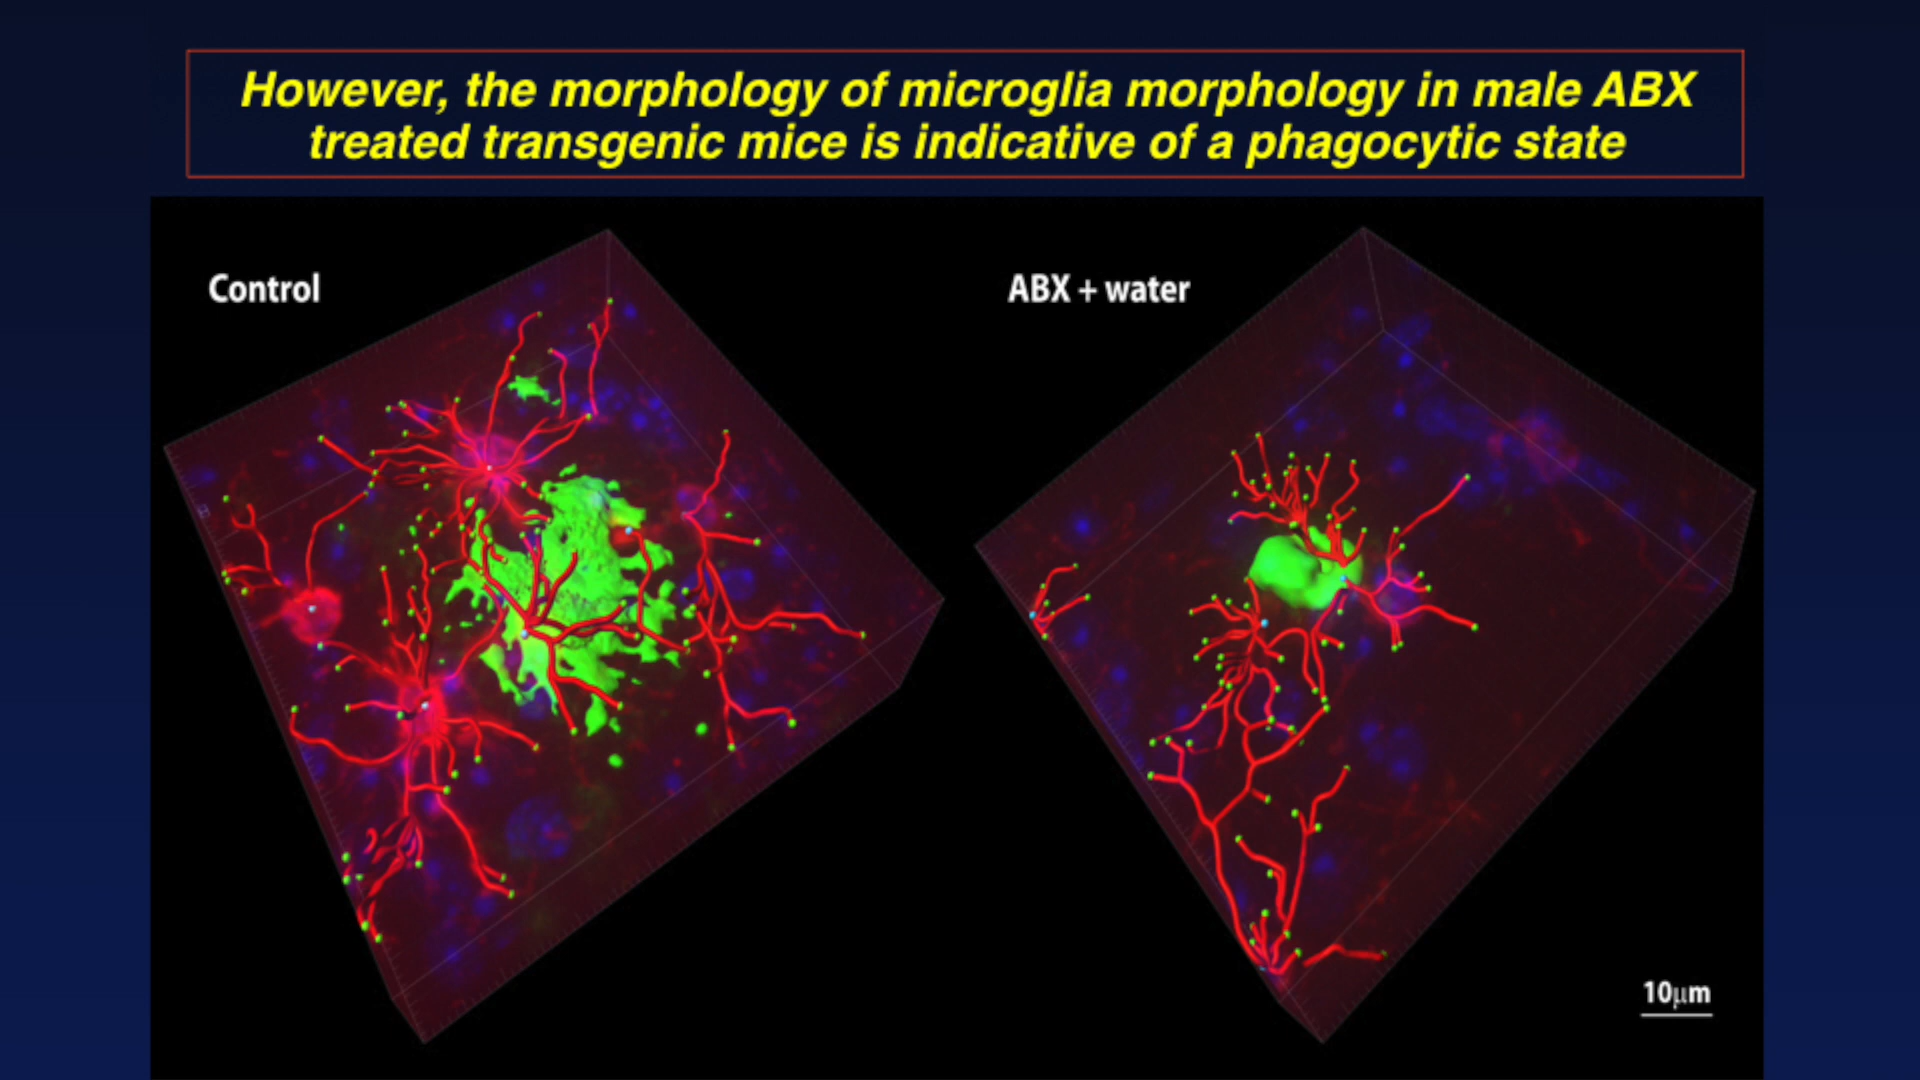 However, the morphology of microglia morphology in male ABX
treated transgenic mice is indicative of a phagocytic state
Control
ABX + water
10μm